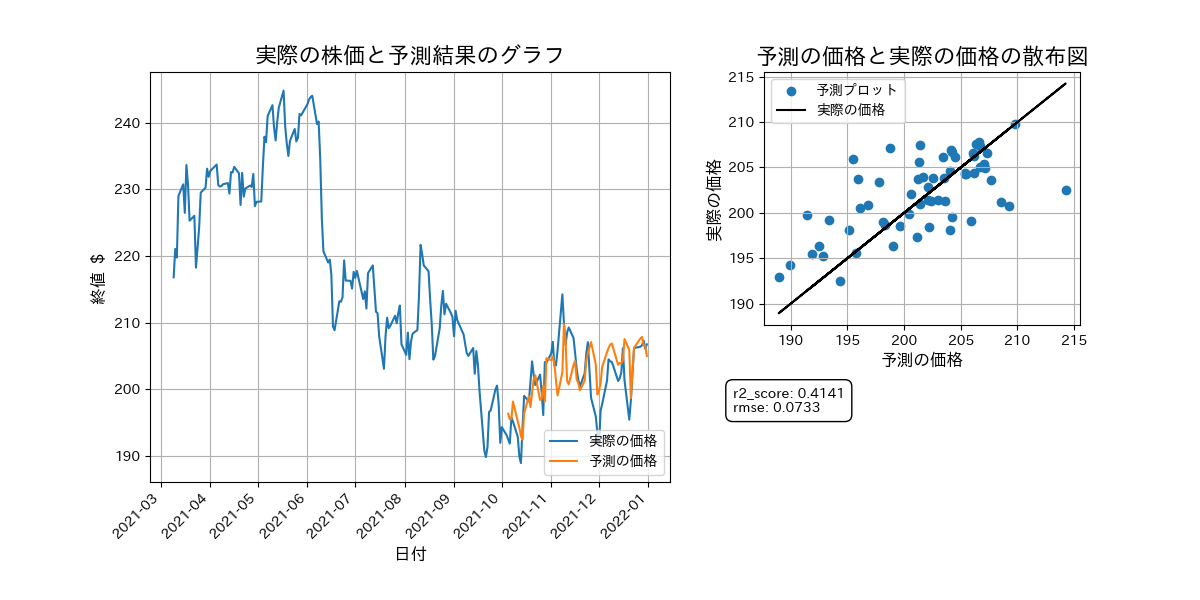 実際の株価と予測結果のグラフ
終値 $
240
230
220
210
200
190
2021-03
2021-04
2021-05
2021-06
2021-07
2021-08
2021-09
2021-10
2021-11
2021-12
2022-01
日付
実際の価格
予測の価格
予測の価格と実際の価格の散布図
実際の価格
215
210
205
200
195
190
190
195
200
205
210
215
予測の価格
予測プロット
実際の価格
r2_score: 0.4141
rmse: 0.0733